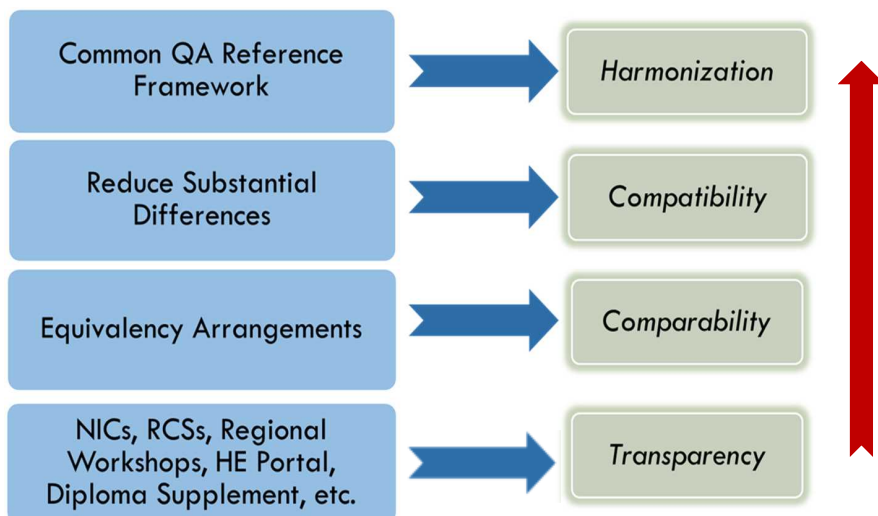 Common QA Reference
Framework
Harmonization
Reduce Substantial
Differences
Compatibility
Equivalency Arrangements
Comparability
NICs, RCSs, Regional
Workshops, HE Portal,
Diploma Supplement, etc.
Transparency